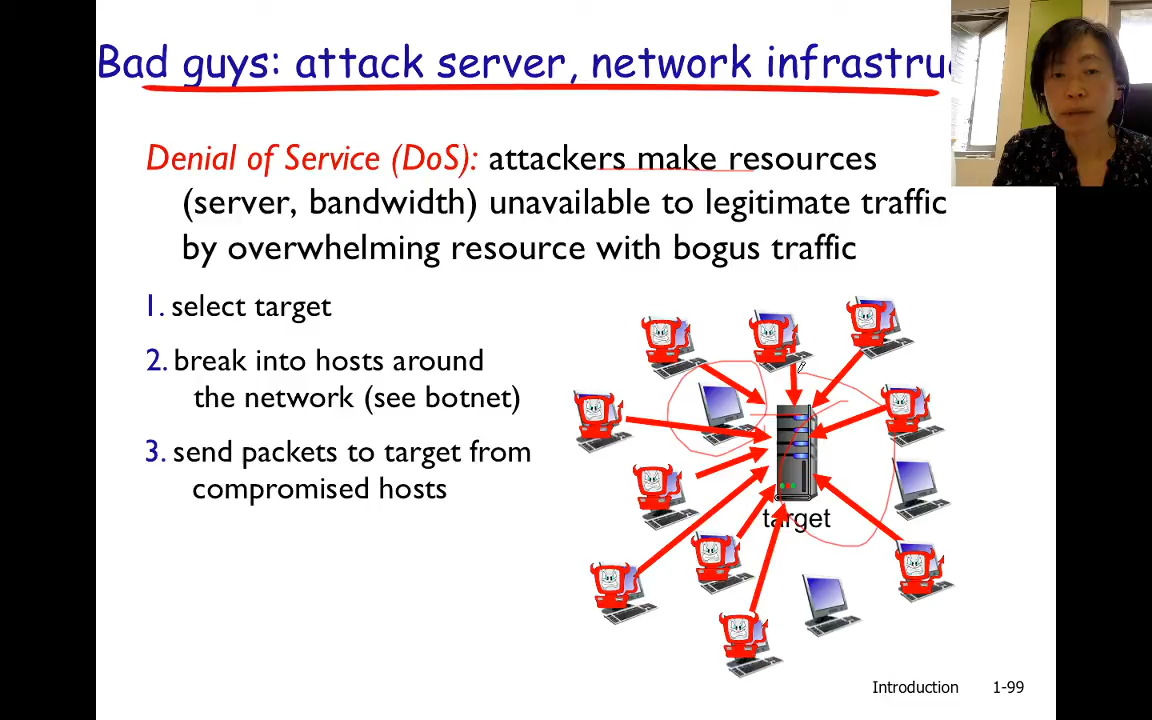 Bad guys: attack server, network infrastru
Denial of Service (DoS): attackers make resources
(server, bandwidth) unavailable to legitimate traffic
by overwhelming resource with bogus traffic
1. select target
2. break into hosts around
the network (see botnet)
3. send packets to target from
compromised hosts
target
Introduction 1-99